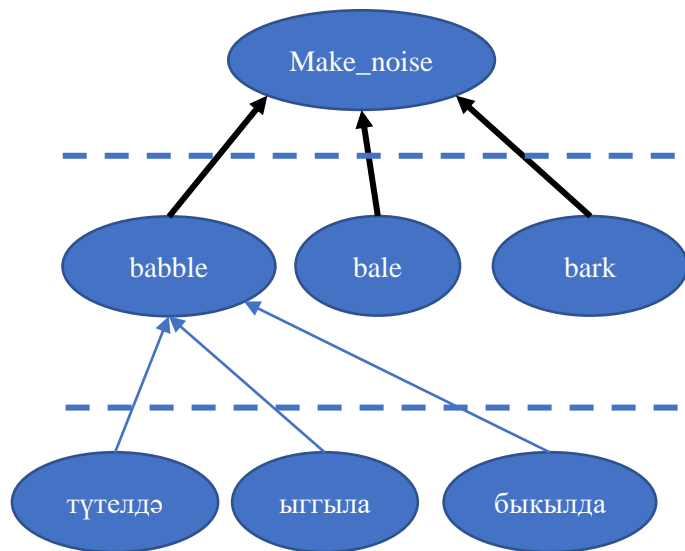 Make_noise
babble
bale
bark
түтелдә
ыггыла
быкылда